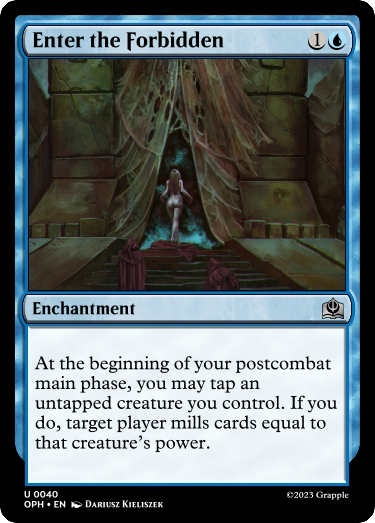 Enter the Forbidden 1
Enchantment
At the beginning of your postcombat
main phase, you may tap an
untapped creature you control. If you
do, target player mills cards equal to
that creature's power.
U 0040
OPH • EN Dariusz Kieliszek
©2023 Grapple